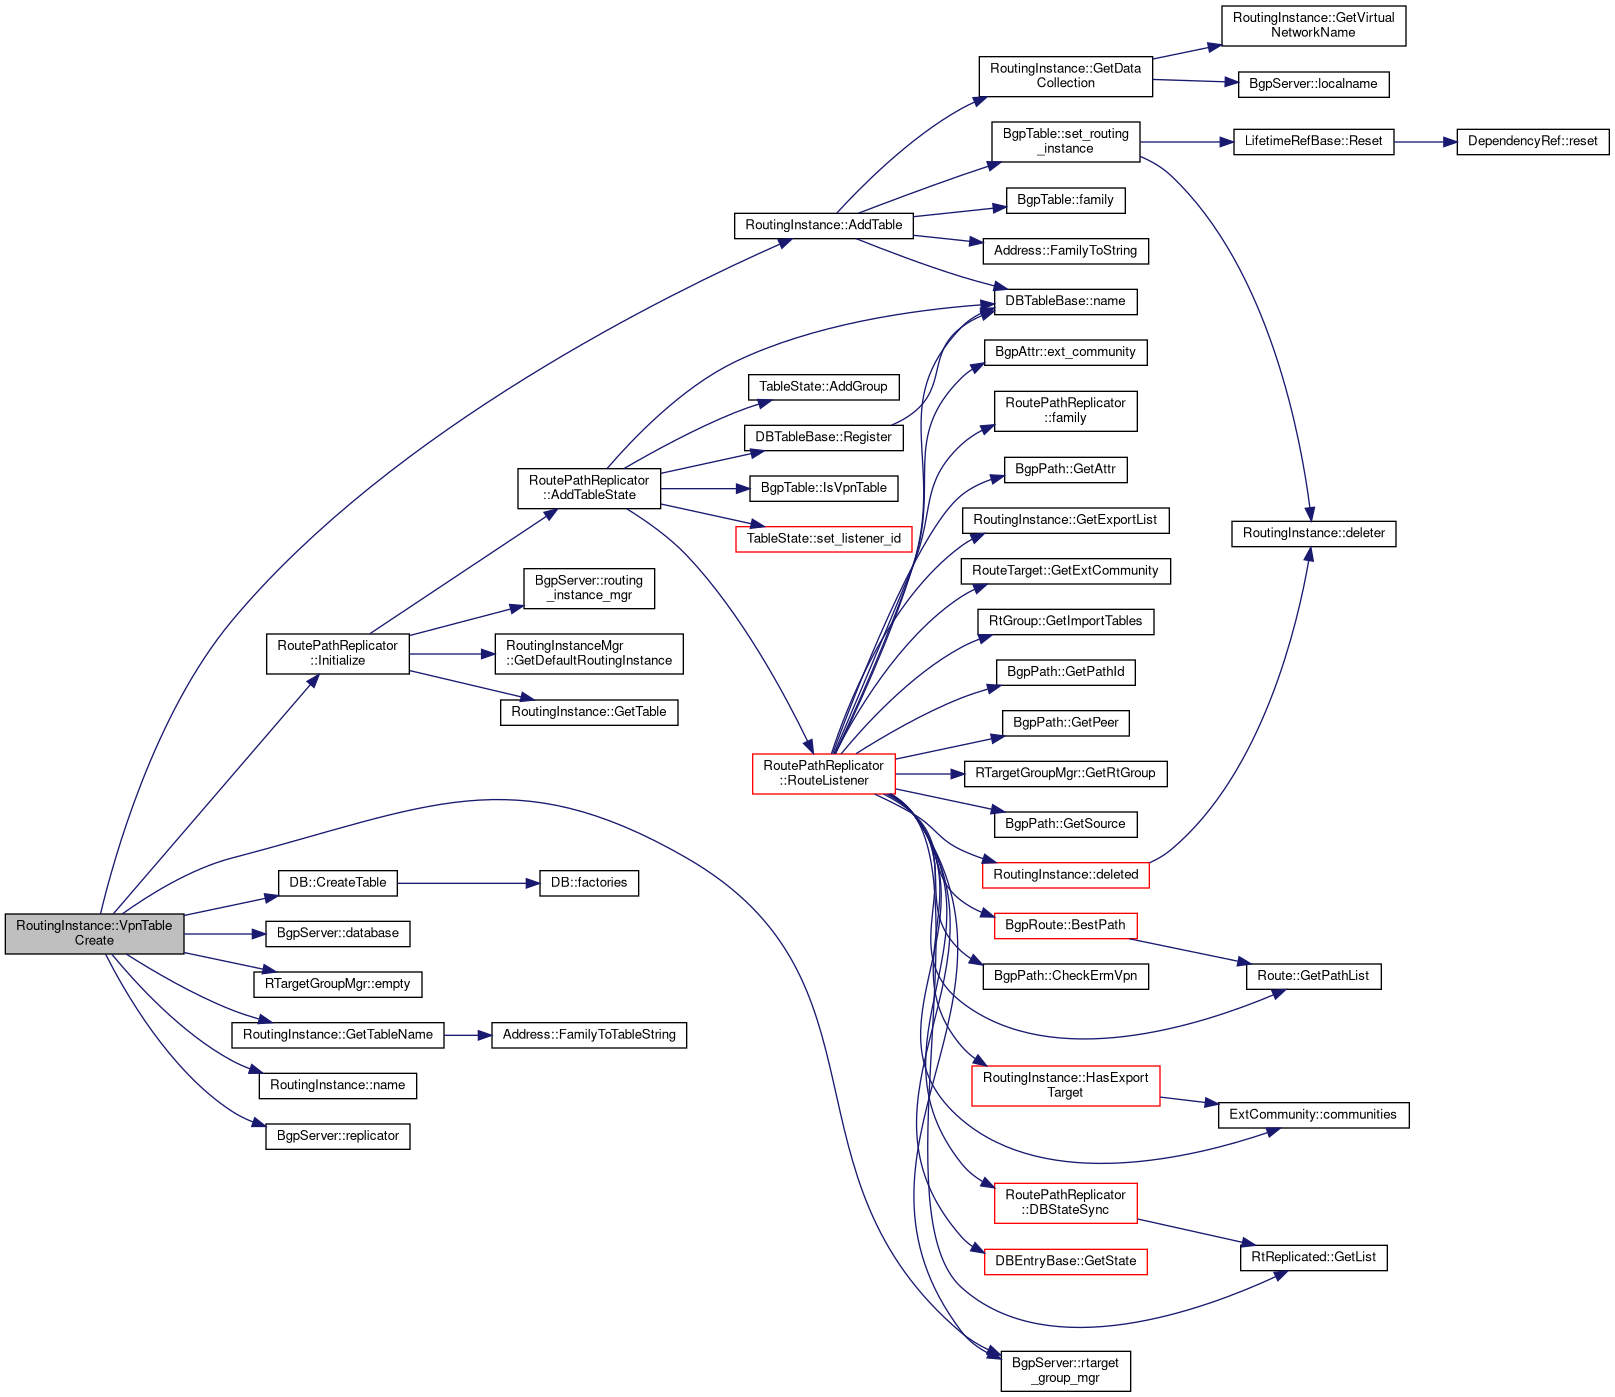 RoutingInstance::VpnTable
Create
RoutingInstance::AddTable
RoutePathReplicator
::Initialize
DB::CreateTable
BgpServer::database
RTargetGroupMgr::empty
RoutingInstance::GetTableName
RoutingInstance::name
BgpServer::replicator
RoutePathReplicator
::AddTableState
BgpServer::routing
_instance_mgr
RoutingInstanceMgr
::GetDefaultRoutingInstance
RoutingInstance::GetTable
DB::factories
Address::FamilyToTableString
TableState::AddGroup
DBTableBase::Register
BgpTable::IsVpnTable
TableState::set_listener_id
RoutePathReplicator
::RouteListener
RoutingInstance::GetData
Collection
BgpTable::set_routing
_instance
BgpTable::family
Address::FamilyToString
DBTableBase::name
BgpAttr::ext_community
RoutePathReplicator
::family
BgpPath::GetAttr
RoutingInstance::GetExportList
RouteTarget::GetExtCommunity
RtGroup::GetImportTables
BgpPath::GetPathId
BgpPath::GetPeer
RTargetGroupMgr::GetRtGroup
BgpPath::GetSource
RoutingInstance::deleted
BgpRoute::BestPath
BgpPath::CheckErmVpn
RoutingInstance::HasExport
Target
RoutePathReplicator
::DBStateSync
DBEntryBase::GetState
BgpServer::rtarget
_group_mgr
RoutingInstance::GetVirtual
NetworkName
BgpServer::localname
LifetimeRefBase::Reset
DependencyRef::reset
RoutingInstance::deleter
Route::GetPathList
ExtCommunity::communities
RtReplicated::GetList